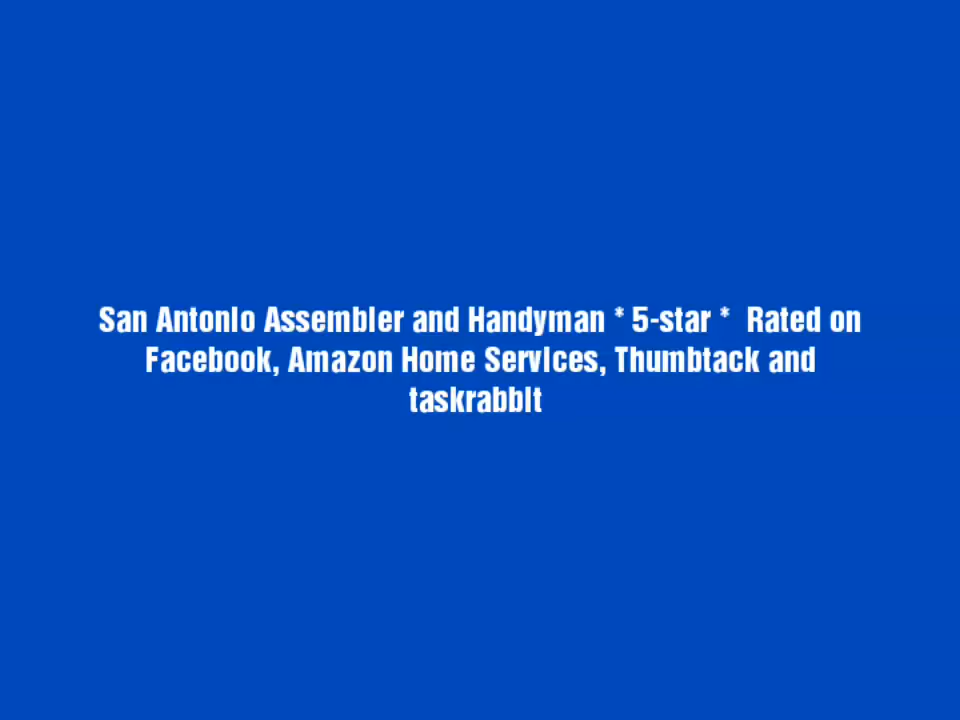 San Antonio Assembler and Handyman * 5-star *  Rated on
Facebook, Amazon Home Services, Thumbtack and
taskrabbit